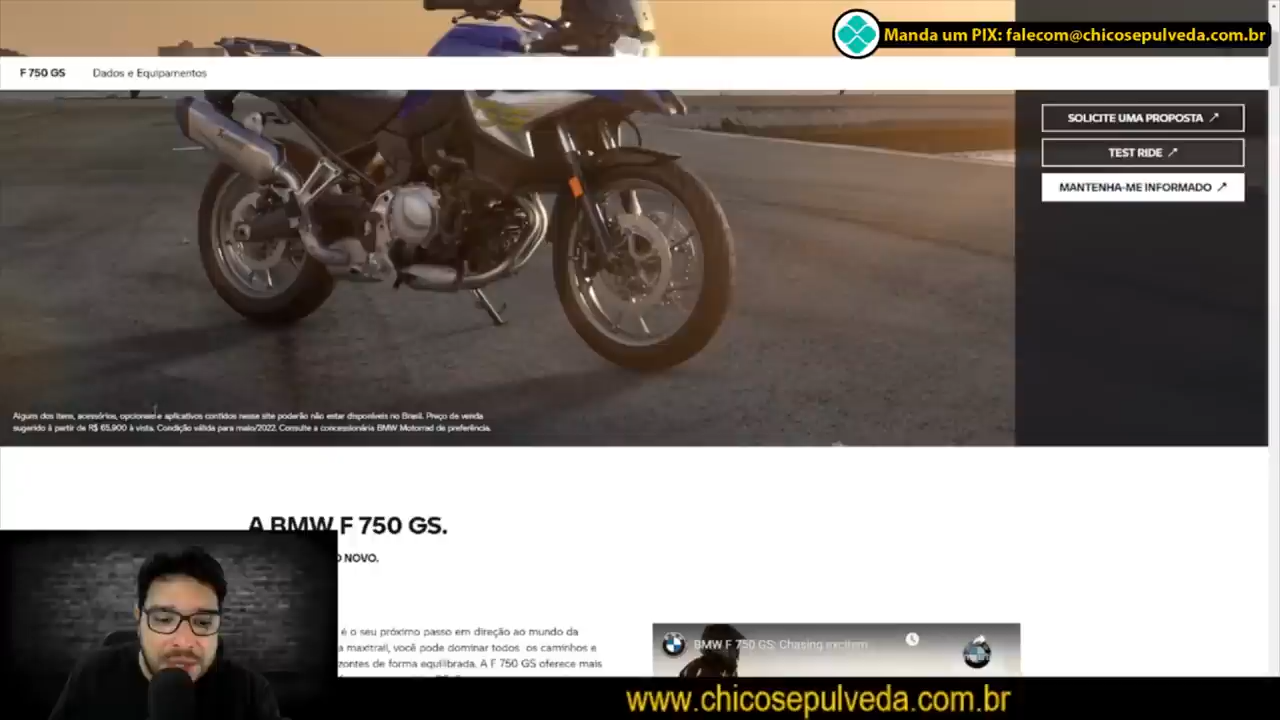 Manda um PIX: falecom@chicosepulveda.com.br
F 750 GS
Dados e Equipamentos
SOLICITE UMA PROPOSTA ↗
TEST RIDE ↗
MANTENHA-ME INFORMADO ↗
Alguns dos itens, acessórios, opcionais e aplicativos contidos nesse site poderão não estar disponíveis no Brasil. Preço de venda
sugerido à partir de R$ 65.900 à vista. Condição válida para maio/2022. Consulte a concessionária BMW Motorrad de preferência.
A BMW F 750 GS.
O NOVO.
é o seu próximo passo em direção ao mundo da
a maxitrail, você pode dominar todos os caminhos e
zontes de forma equilibrada. A F 750 GS oferece mais
BMW F 750 GS: Chasing excitem
www.chicosepulveda.com.br